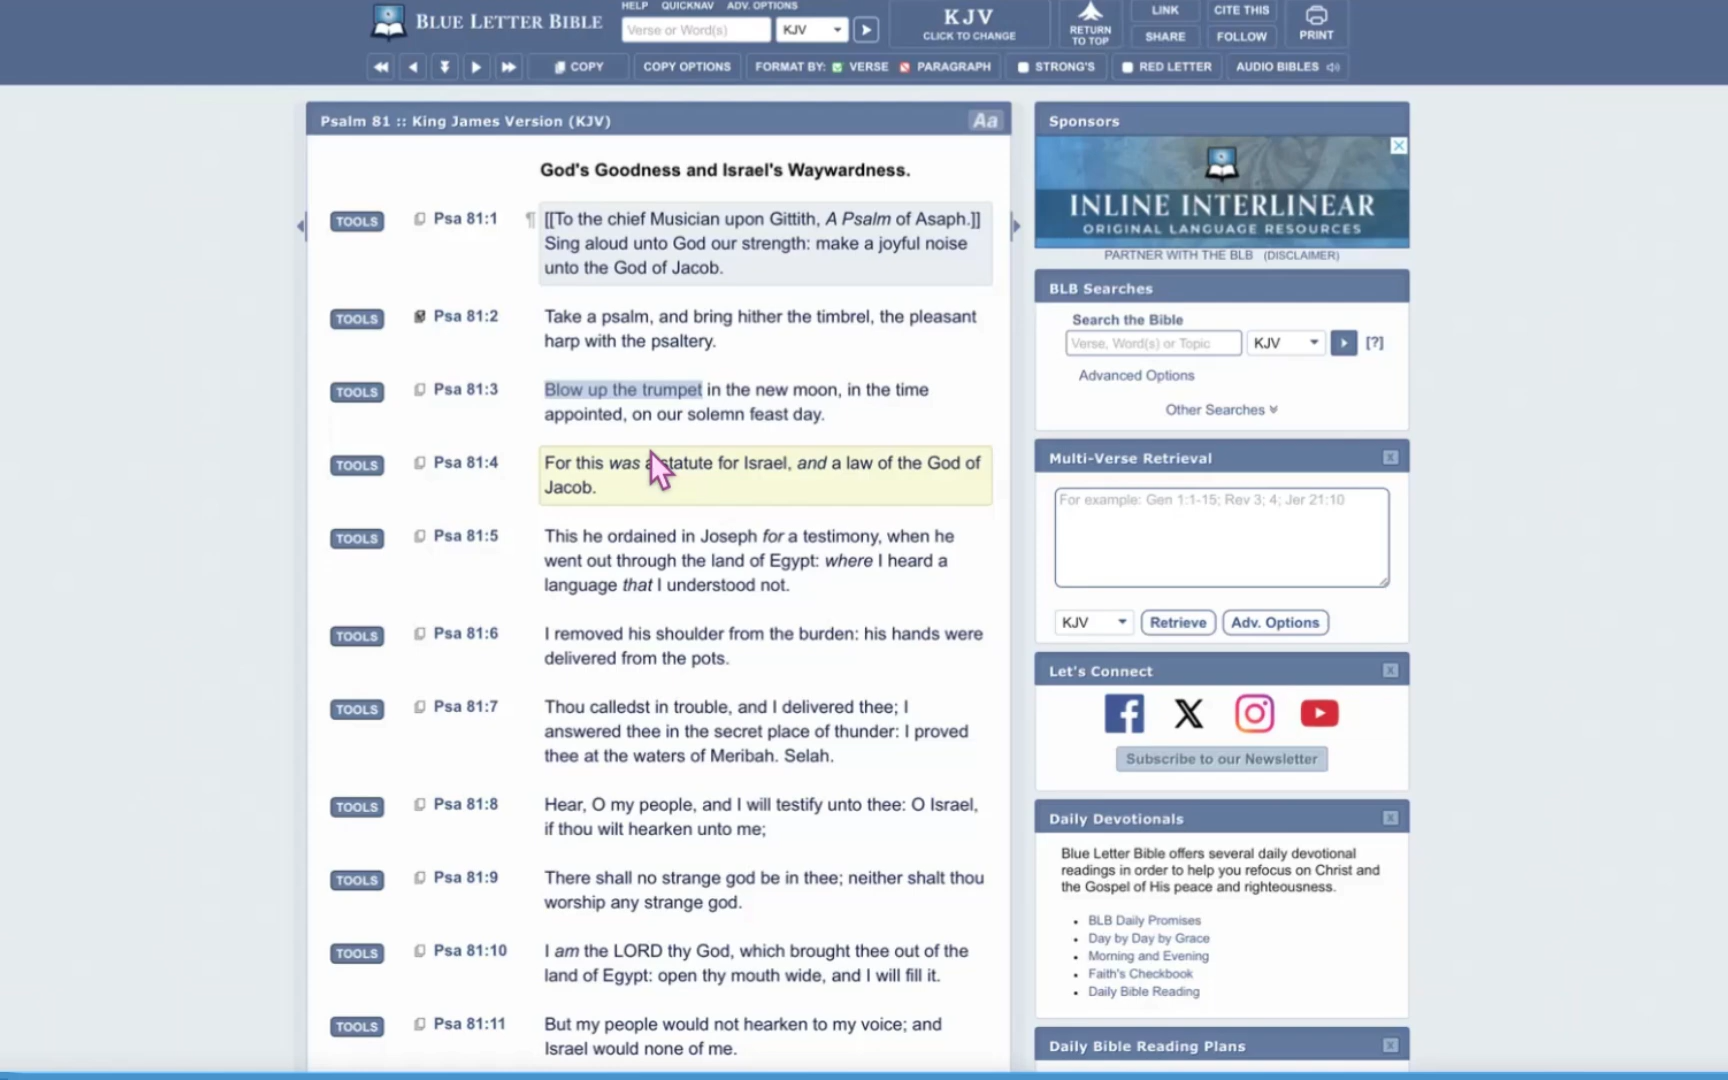 BLUE LETTER BIBLE
HELP QUICKNAV ADV. OPTIONS
Verse or Word(s) KJV
KJV
CLICK TO CHANGE
RETURN
TO TOP
LINK
SHARE
CITE THIS
FOLLOW
PRINT
COPY COPY OPTIONS FORMAT BY: VERSE PARAGRAPH STRONG'S RED LETTER AUDIO BIBLES
Psalm 81 :: King James Version (KJV) Aa
God's Goodness and Israel's Waywardness.
TOOLS Psa 81:1 ¶ [[To the chief Musician upon Gittith, A Psalm of Asaph.]]
Sing aloud unto God our strength: make a joyful noise
unto the God of Jacob.
TOOLS Psa 81:2 Take a psalm, and bring hither the timbrel, the pleasant
harp with the psaltery.
TOOLS Psa 81:3 Blow up the trumpet in the new moon, in the time
appointed, on our solemn feast day.
TOOLS Psa 81:4 For this was a statute for Israel, and a law of the God of
Jacob.
TOOLS Psa 81:5 This he ordained in Joseph for a testimony, when he
went out through the land of Egypt: where I heard a
language that I understood not.
TOOLS Psa 81:6 I removed his shoulder from the burden: his hands were
delivered from the pots.
TOOLS Psa 81:7 Thou calledst in trouble, and I delivered thee; I
answered thee in the secret place of thunder: I proved
thee at the waters of Meribah. Selah.
TOOLS Psa 81:8 Hear, O my people, and I will testify unto thee: O Israel,
if thou wilt hearken unto me;
TOOLS Psa 81:9 There shall no strange god be in thee; neither shalt thou
worship any strange god.
TOOLS Psa 81:10 I am the LORD thy God, which brought thee out of the
land of Egypt: open thy mouth wide, and I will fill it.
TOOLS Psa 81:11 But my people would not hearken to my voice; and
Israel would none of me.
Sponsors
INLINE INTERLINEAR
ORIGINAL LANGUAGE RESOURCES
PARTNER WITH THE BLB (DISCLAIMER)
BLB Searches
Search the Bible
Verse, Word(s) or Topic KJV [?]
Advanced Options
Other Searches
Multi-Verse Retrieval
For example: Gen 1:1-15; Rev 3; 4; Jer 21:10
KJV Retrieve Adv. Options
Let's Connect
Subscribe to our Newsletter
Daily Devotionals
Blue Letter Bible offers several daily devotional
readings in order to help you refocus on Christ and
the Gospel of His peace and righteousness.
BLB Daily Promises
Day by Day by Grace
Morning and Evening
Faith's Checkbook
Daily Bible Reading
Daily Bible Reading Plans